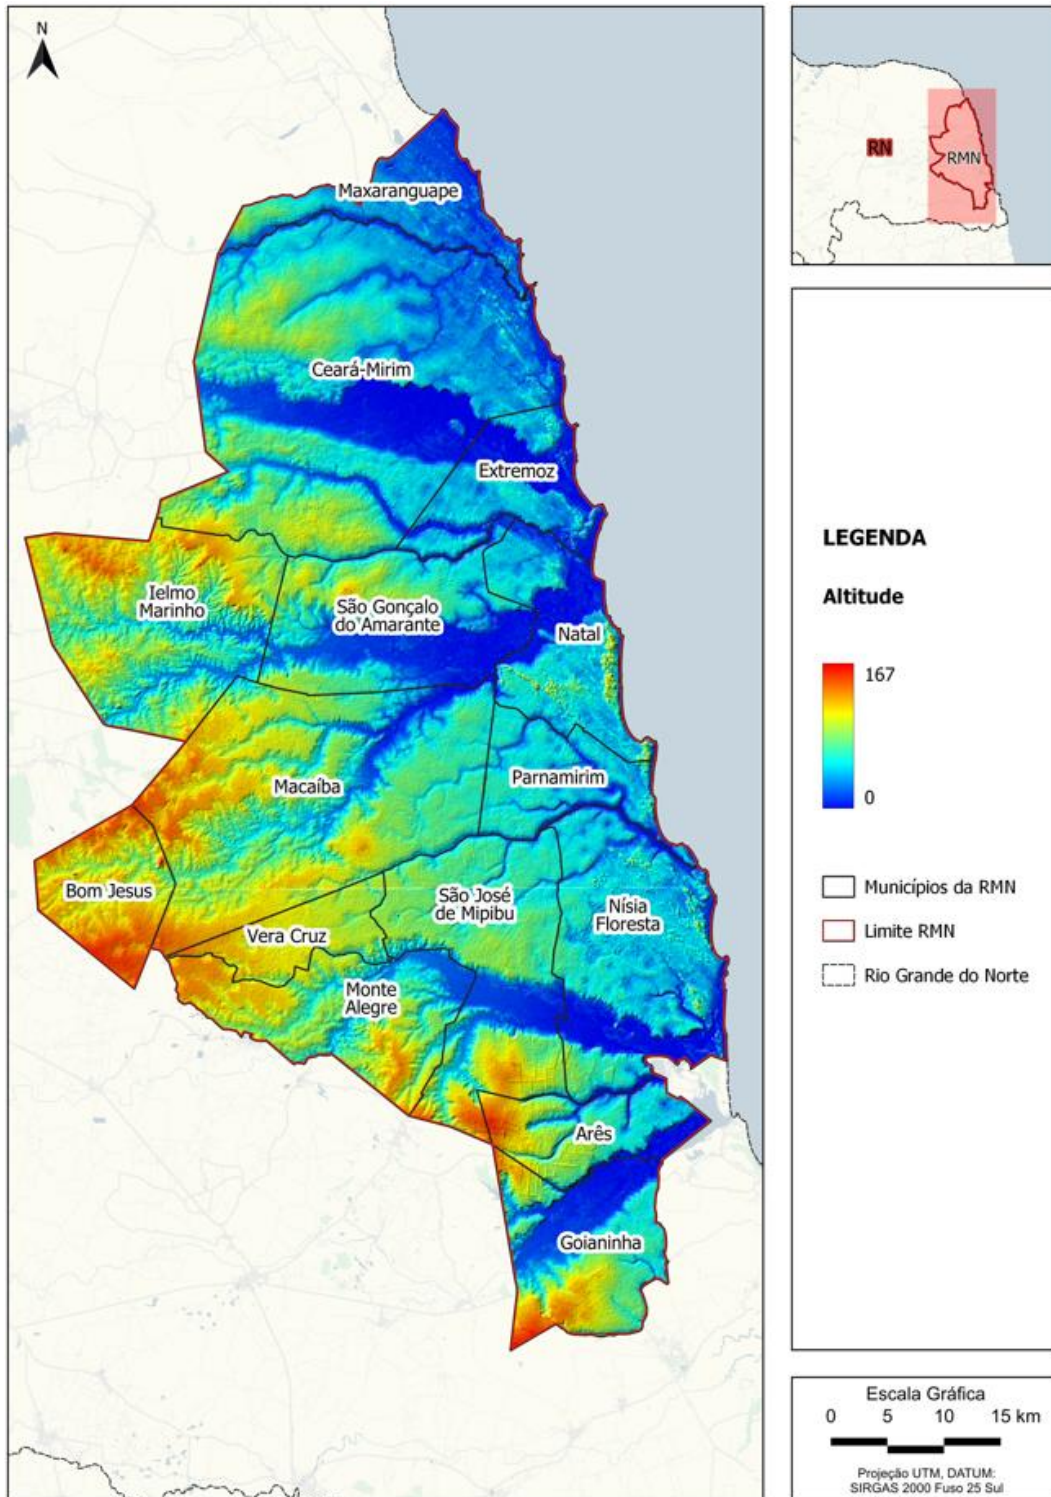 N
Maxaranguape
Ceará-Mirim
Extremoz
Ielmo
Marinho
São Gonçalo
do Amarante
Natal
Macaíba
Parnamirim
Bom Jesus
São José
de Mipibu
Nísia
Floresta
Vera Cruz
Monte
Alegre
Arês
Goianinha
RN
RMN
LEGENDA
Altitude
167
0
Municípios da RMN
Limite RMN
Rio Grande do Norte
Escala Gráfica
0 5 10 15 km
Projeção UTM, DATUM:
SIRGAS 2000 Fuso 25 Sul